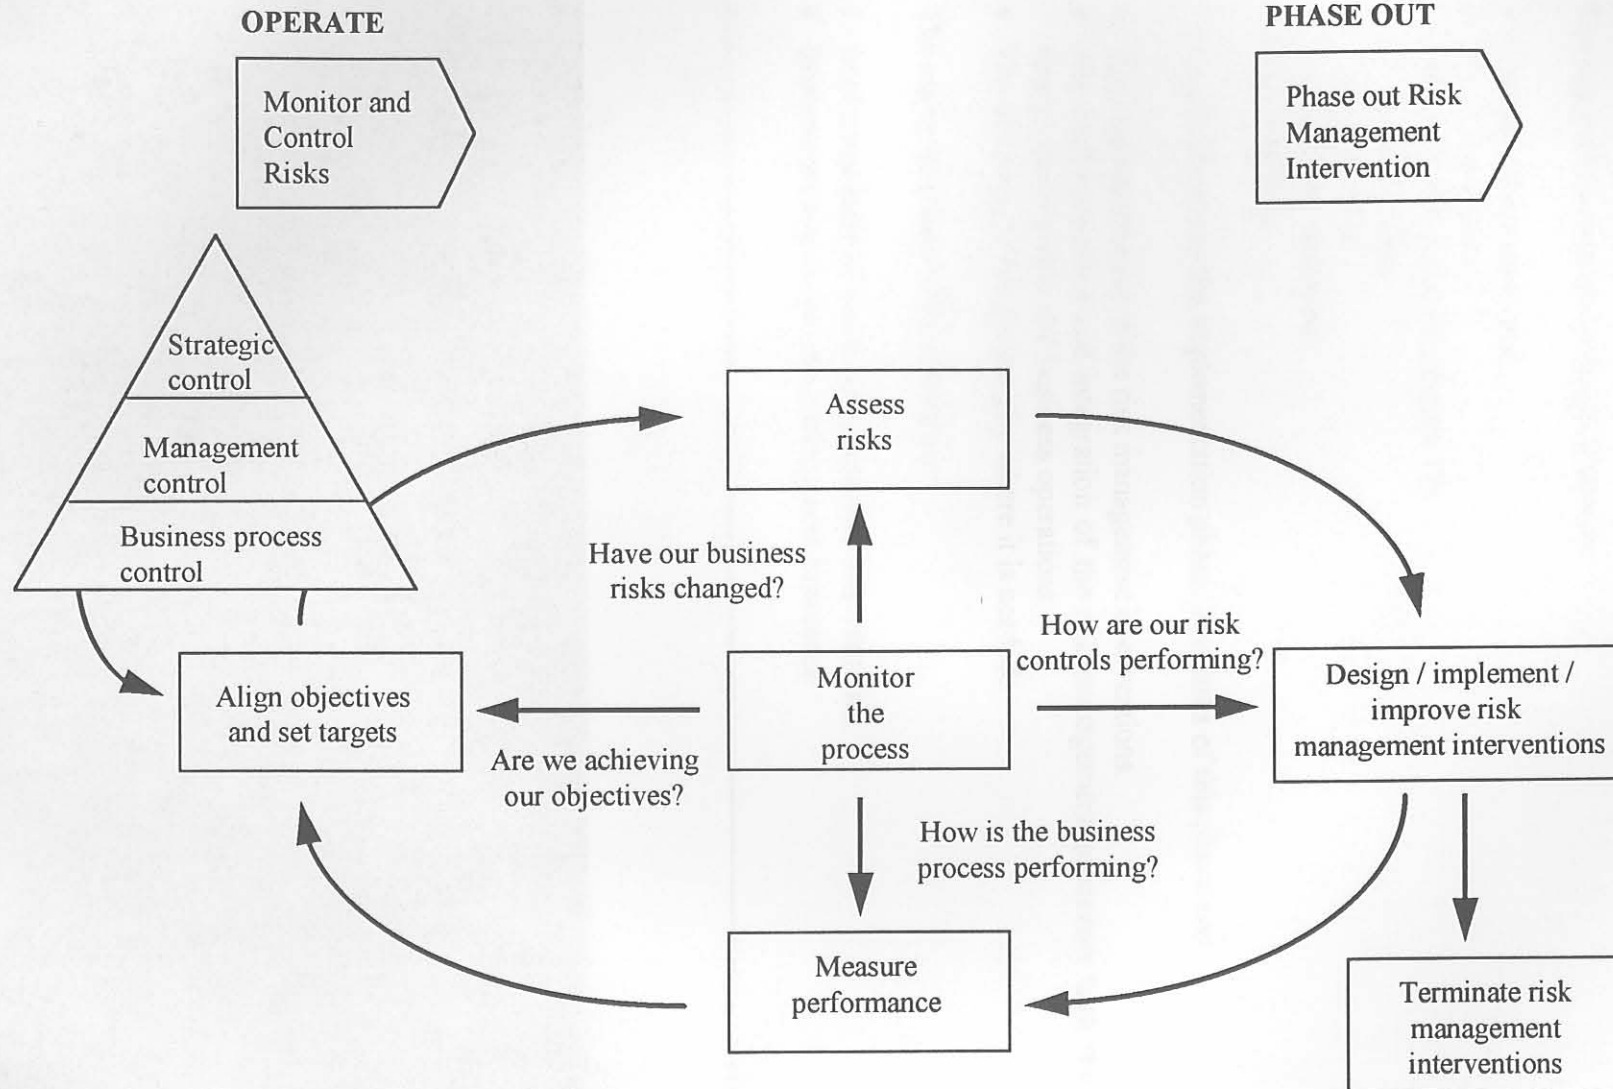 OPERATE
PHASE OUT
Monitor and
Control
Risks
Phase out Risk
Management
Intervention
Strategic
control
Management
control
Business process
control
Assess
risks
Have our business
risks changed?
How are our risk
controls performing?
Align objectives
and set targets
Monitor
the
process
Design / implement /
improve risk
management interventions
Are we achieving
our objectives?
How is the business
process performing?
Measure
performance
Terminate risk
management
interventions